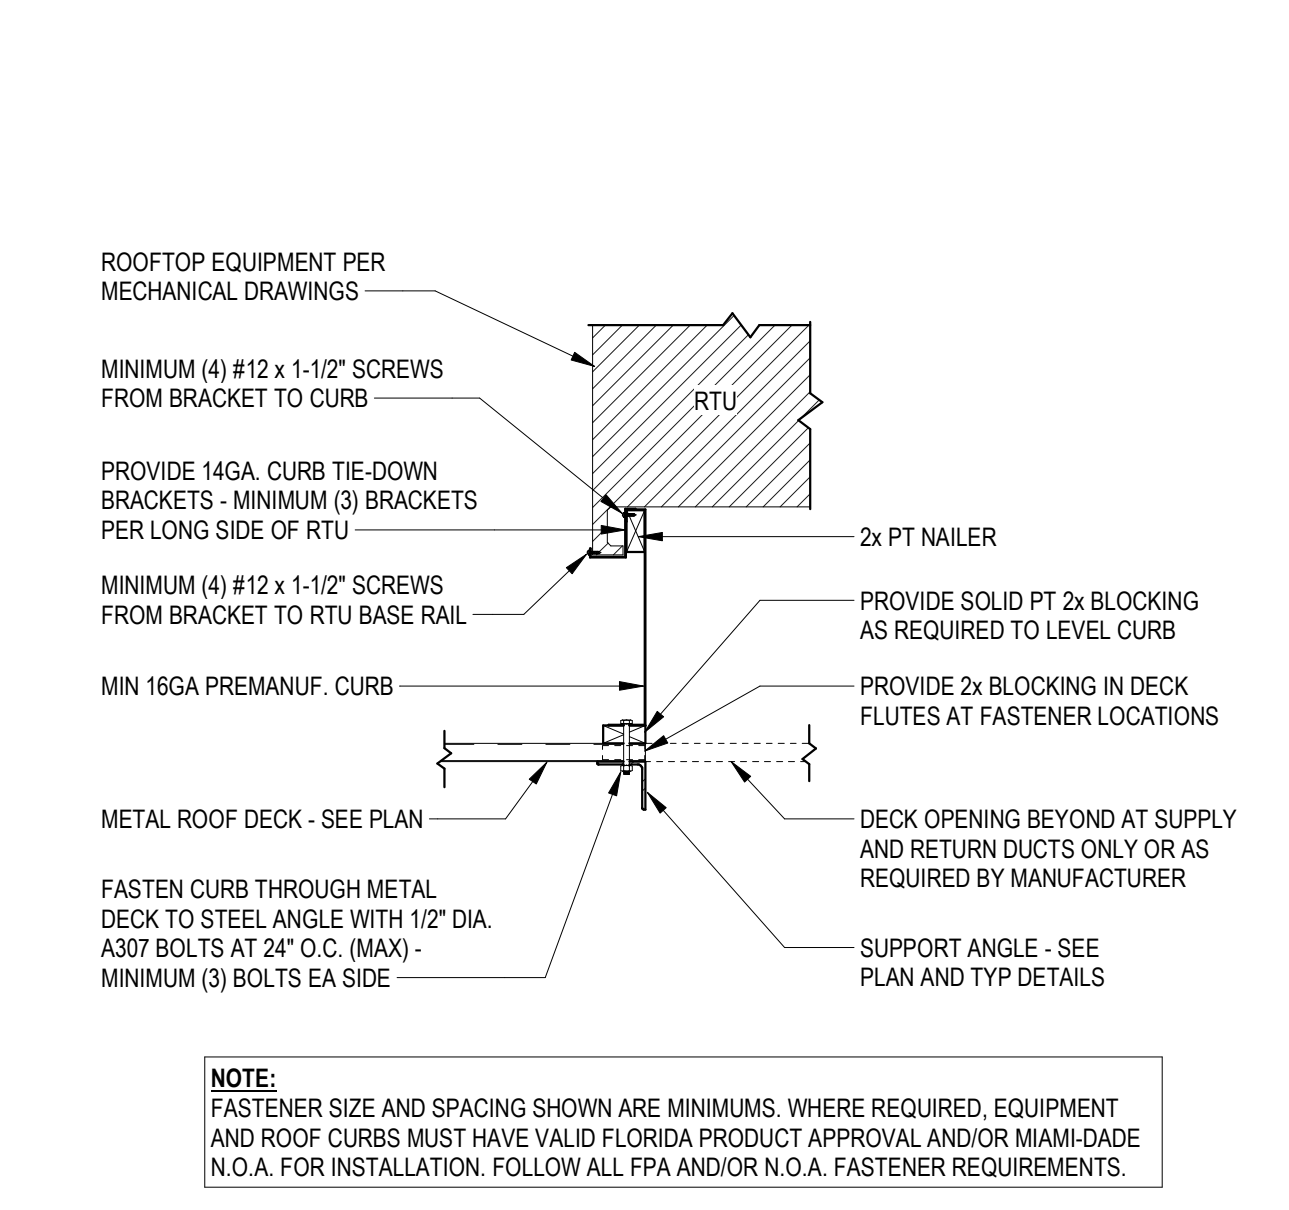 ROOFTOP EQUIPMENT PER
MECHANICAL DRAWINGS
MINIMUM (4) #12 x 1-1/2" SCREWS
FROM BRACKET TO CURB
PROVIDE 14GA. CURB TIE-DOWN
BRACKETS - MINIMUM (3) BRACKETS
PER LONG SIDE OF RTU
MINIMUM (4) #12 x 1-1/2" SCREWS
FROM BRACKET TO RTU BASE RAIL
MIN 16GA PREMANUF. CURB
METAL ROOF DECK - SEE PLAN
FASTEN CURB THROUGH METAL
DECK TO STEEL ANGLE WITH 1/2" DIA.
A307 BOLTS AT 24" O.C. (MAX) -
MINIMUM (3) BOLTS EA SIDE
RTU
2x PT NAILER
PROVIDE SOLID PT 2x BLOCKING
AS REQUIRED TO LEVEL CURB
PROVIDE 2x BLOCKING IN DECK
FLUTES AT FASTENER LOCATIONS
DECK OPENING BEYOND AT SUPPLY
AND RETURN DUCTS ONLY OR AS
REQUIRED BY MANUFACTURER
SUPPORT ANGLE - SEE
PLAN AND TYP DETAILS
NOTE:
FASTENER SIZE AND SPACING SHOWN ARE MINIMUMS. WHERE REQUIRED, EQUIPMENT
AND ROOF CURBS MUST HAVE VALID FLORIDA PRODUCT APPROVAL AND/OR MIAMI-DADE
N.O.A. FOR INSTALLATION. FOLLOW ALL FPA AND/OR N.O.A. FASTENER REQUIREMENTS.